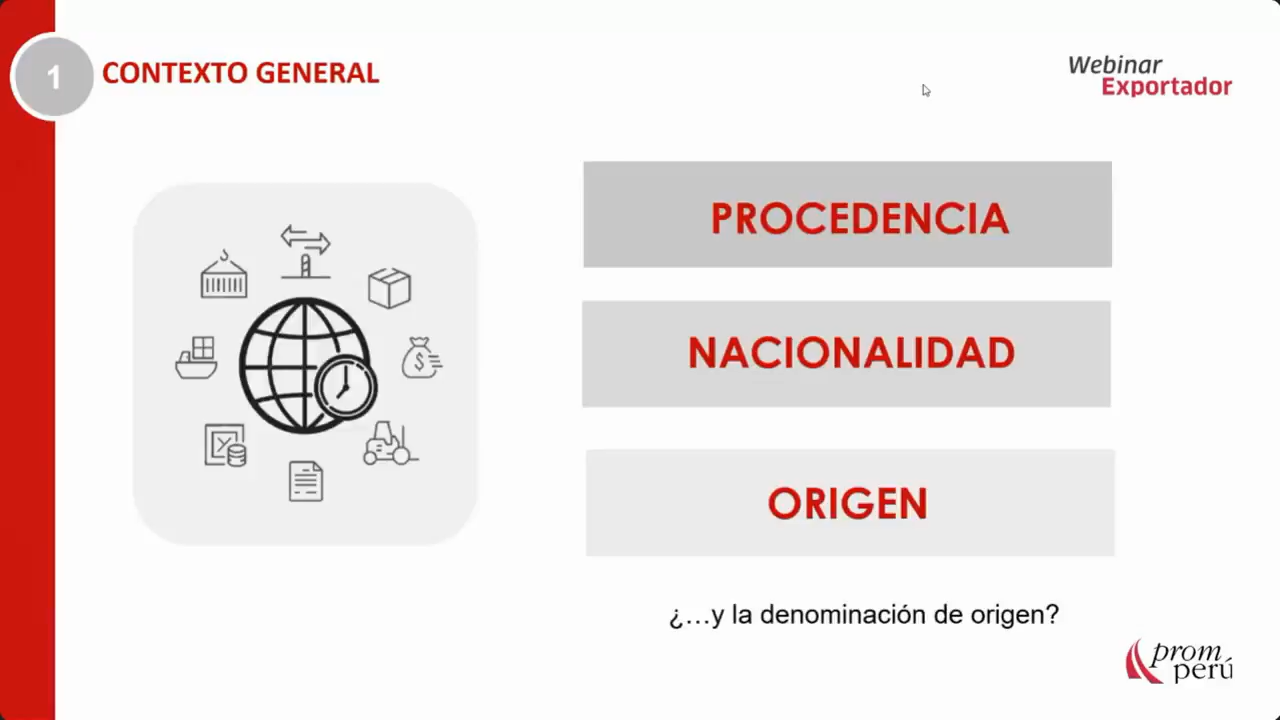 1
CONTEXTO GENERAL
Webinar
Exportador
PROCEDENCIA
NACIONALIDAD
ORIGEN
¿…y la denominación de origen?
prom
perú